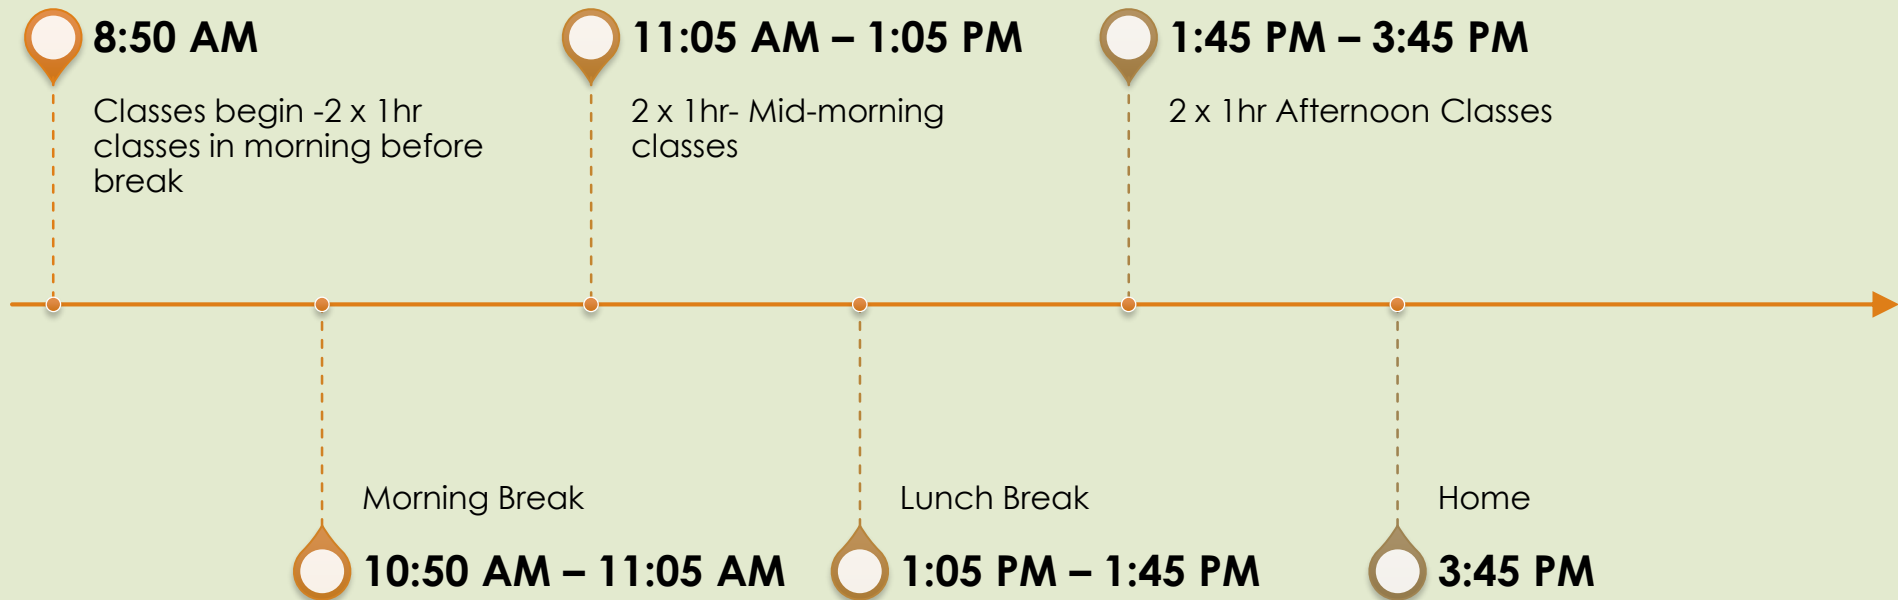 8:50 AM
Classes begin -2 x 1hr
classes in morning before
break
Morning Break
10:50 AM – 11:05 AM
11:05 AM – 1:05 PM
2 x 1hr- Mid-morning
classes
Lunch Break
1:05 PM – 1:45 PM
1:45 PM – 3:45 PM
2 x 1hr Afternoon Classes
Home
3:45 PM